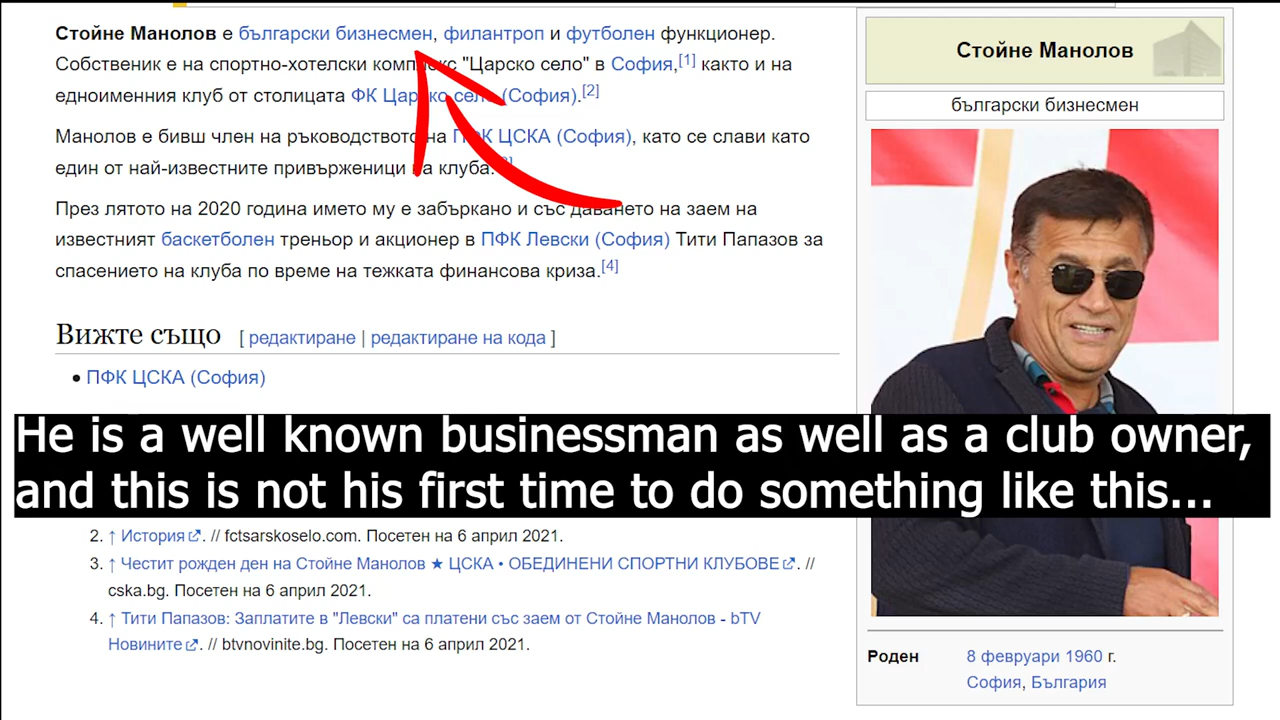 Стойне Манолов е български бизнесмен, филантроп и футболен функционер.
Собственик е на спортно-хотелски комплекс "Царско село" в София,[1] както и на
едноименния клуб от столицата ФК Царско село (София).[2]
Манолов е бивш член на ръководството на ПФК ЦСКА (София), като се слави като
един от най-известните привърженици на клуба.
През лятото на 2020 година името му е забъркано и със даването на заем на
известният баскетболен треньор и акционер в ПФК Левски (София) Тити Папазов за
спасението на клуба по време на тежката финансова криза.[4]
Вижте също [ редактиране | редактиране на кода ]
• ПФК ЦСКА (София)
He is a well known businessman as well as a club owner,
and this is not his first time to do something like this...
2. ↑ История. // fctsarskoselo.com. Посетен на 6 април 2021.
3. ↑ Честит рожден ден на Стойне Манолов ★ ЦСКА • ОБЕДИНЕНИ СПОРТНИ КЛУБОВЕ. //
cska.bg. Посетен на 6 април 2021.
4. ↑ Тити Папазов: Заплатите в "Левски" са платени със заем от Стойне Манолов - bTV
Новините. // btvnovinite.bg. Посетен на 6 април 2021.
Стойне Манолов
български бизнесмен
Роден 8 февруари 1960 г.
София, България